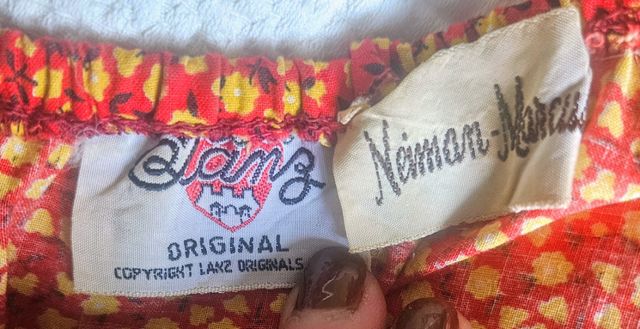 Lanz
ORIGINAL
COPYRIGHT LANZ ORIGINALS
Neiman-Marcus